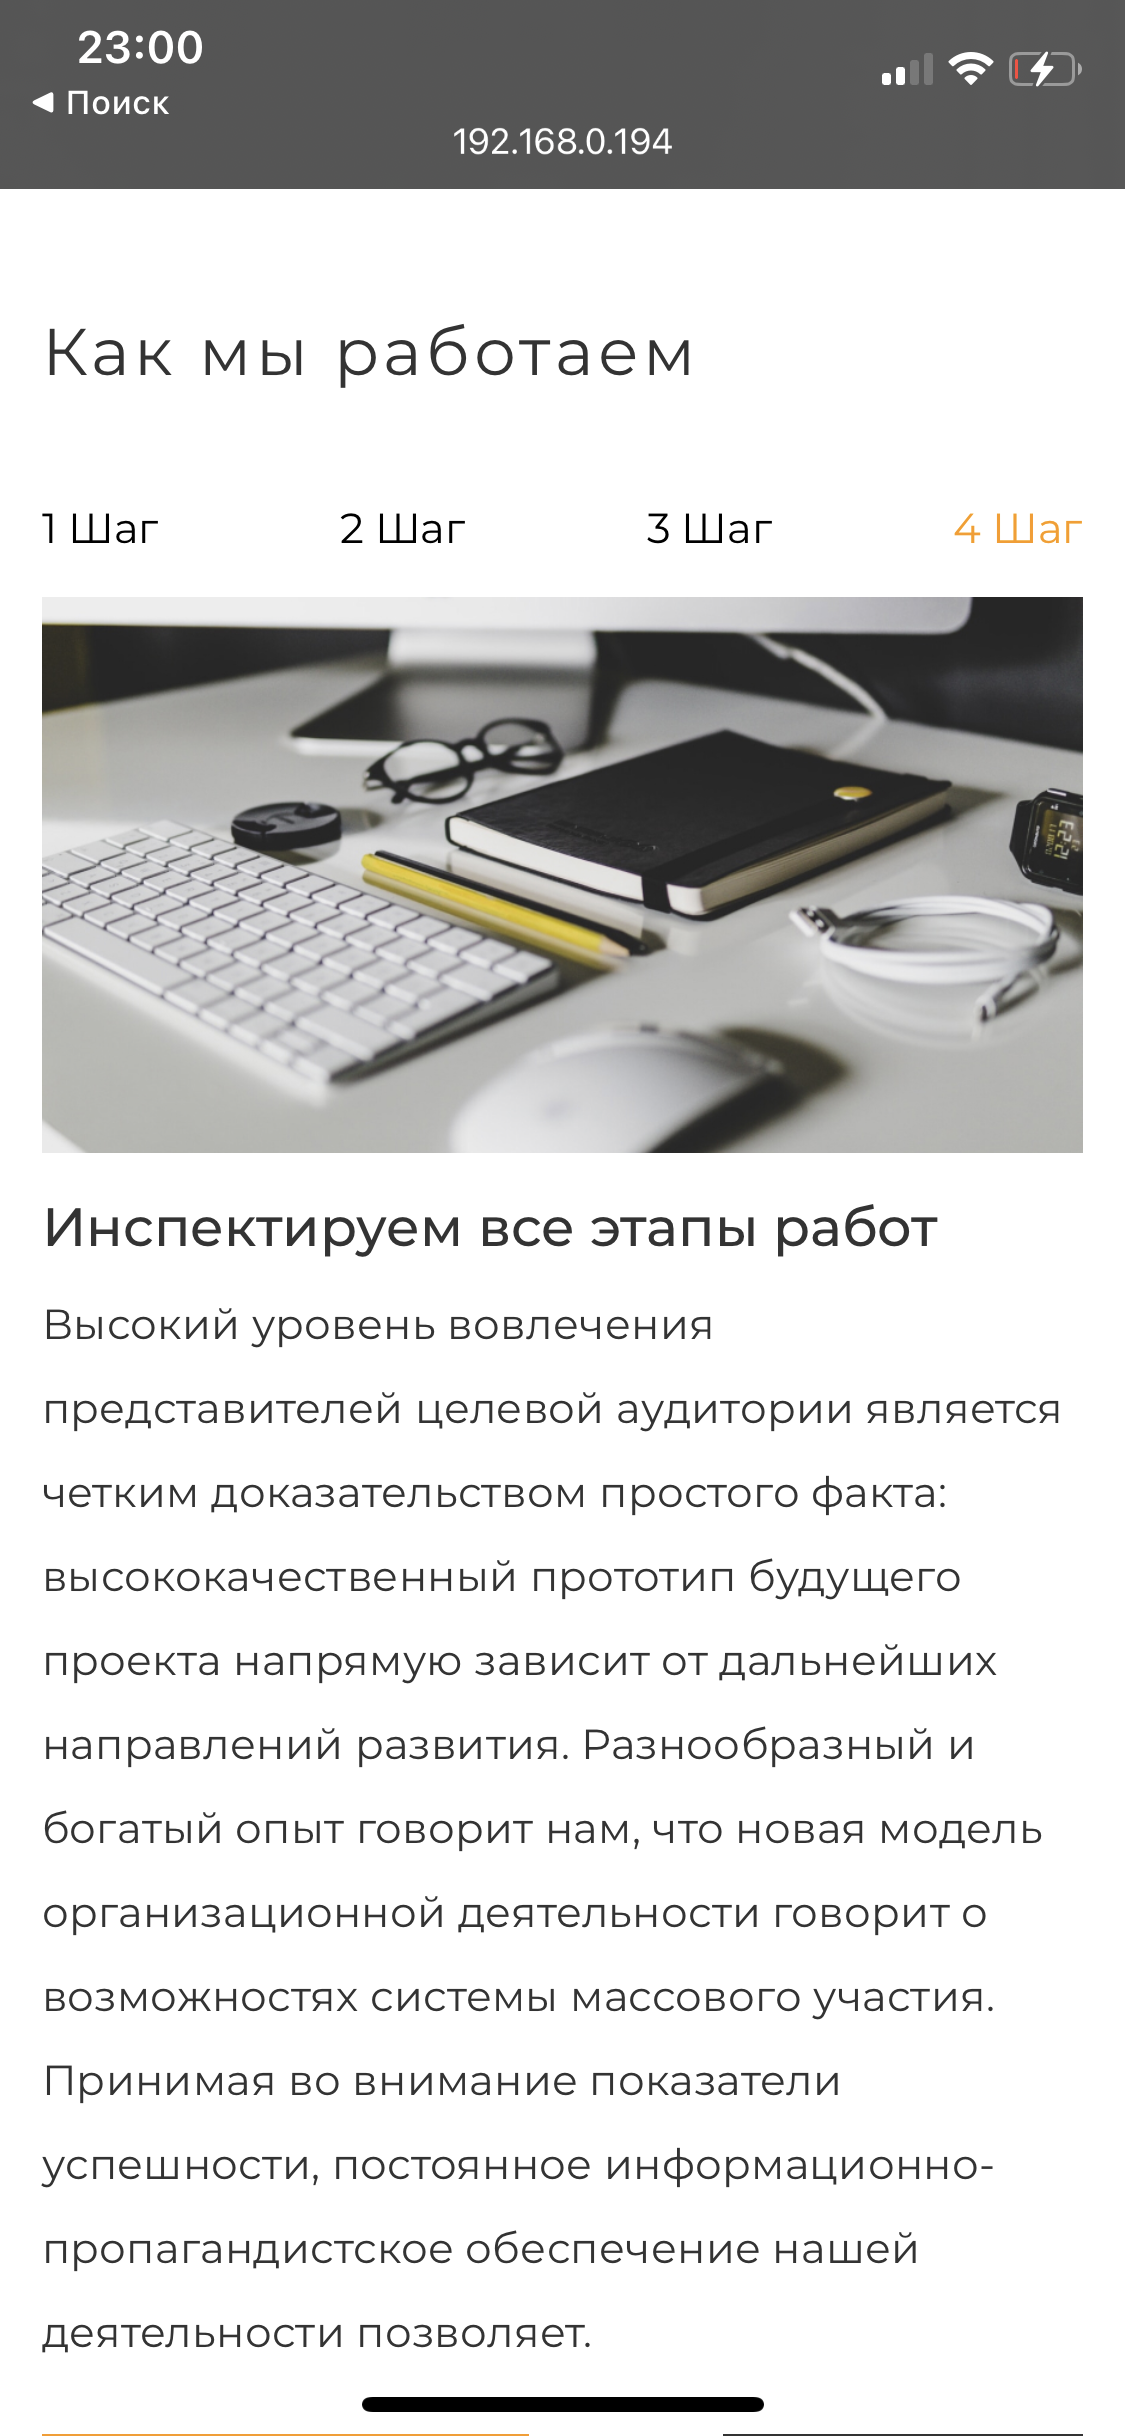 23:00
Поиск
192.168.0.194
Как мы работаем
1 Шаг
2 Шаг
3 Шаг
4 Шаг
Инспектируем все этапы работ
Высокий уровень вовлечения
представителей целевой аудитории является
четким доказательством простого факта:
высококачественный прототип будущего
проекта напрямую зависит от дальнейших
направлений развития. Разнообразный и
богатый опыт говорит нам, что новая модель
организационной деятельности говорит о
возможностях системы массового участия.
Принимая во внимание показатели
успешности, постоянное информационно-
пропагандистское обеспечение нашей
деятельности позволяет.